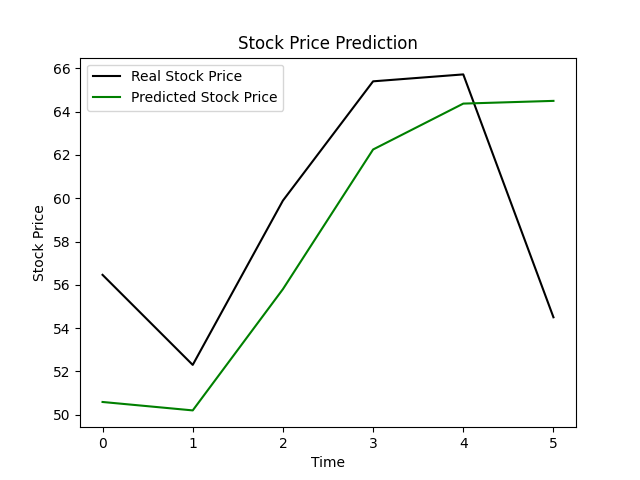 Stock Price Prediction
Real Stock Price
Predicted Stock Price
66
64
62
60
58
56
54
52
50
Stock Price
0 1 2 3 4 5
Time